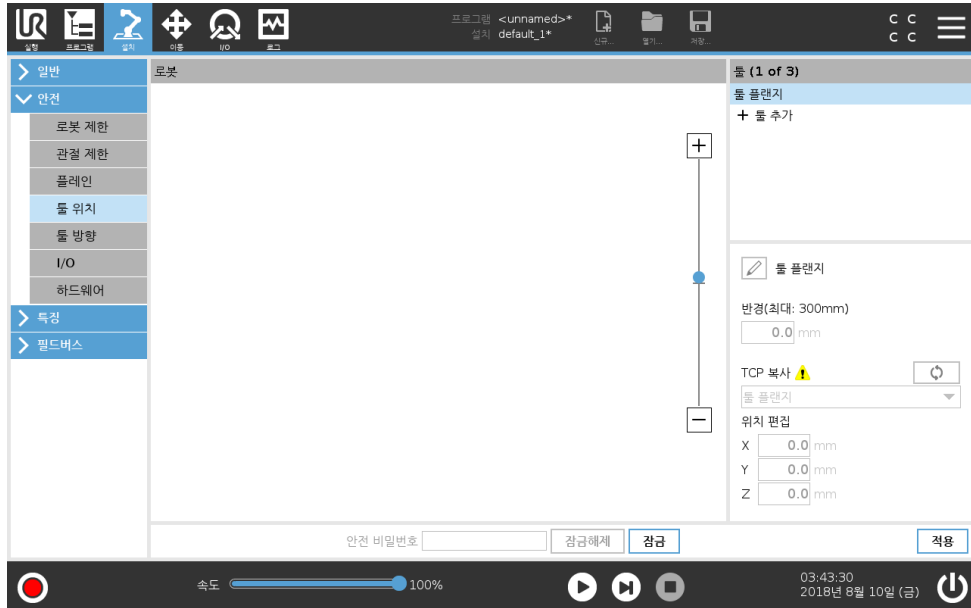 프로그램 <unnamed>*
설치 default_1*
UR
실행
프로그램
설치
이동
I/O
로그
신규...
열기...
저장...
C C
C C
일반
안전
로봇 제한
관절 제한
플레인
툴 위치
툴 방향
I/O
하드웨어
특징
필드버스
로봇
+
−
툴 (1 of 3)
툴 플랜지
+ 툴 추가
툴 플랜지
반경(최대: 300mm)
0.0 mm
TCP 복사
툴 플랜지
위치 편집
X 0.0 mm
Y 0.0 mm
Z 0.0 mm
안전 비밀번호
잠금해제
잠금
적용
속도 100%
03:43:30
2018년 8월 10일 (금)